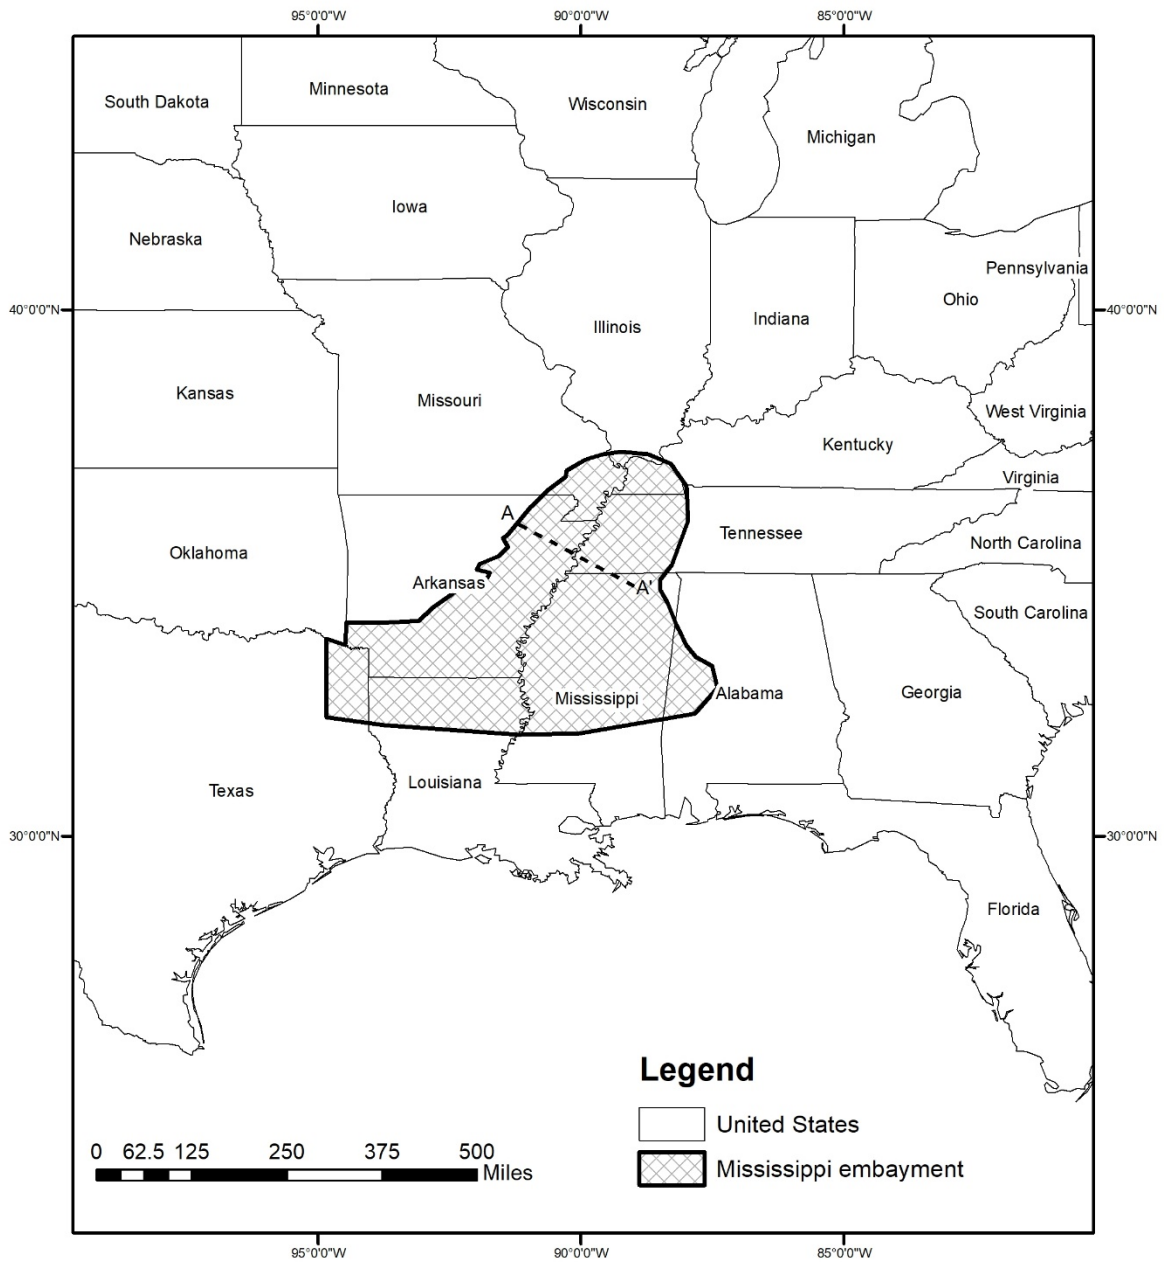 95°0'0"W 90°0'0"W 85°0'0"W
Minnesota
South Dakota
Wisconsin
Michigan
Iowa
Nebraska
Pennsylvania
Ohio
40°0'0"N 40°0'0"N
Indiana
Illinois
Kansas
Missouri
West Virginia
Kentucky
Virginia
A
Tennessee
North Carolina
Oklahoma
Arkansas
A'
South Carolina
Georgia
Alabama
Mississippi
Louisiana
Texas
30°0'0"N 30°0'0"N
Florida
Legend
United States
Mississippi embayment
0 62.5 125 250 375 500
Miles
95°0'0"W 90°0'0"W 85°0'0"W